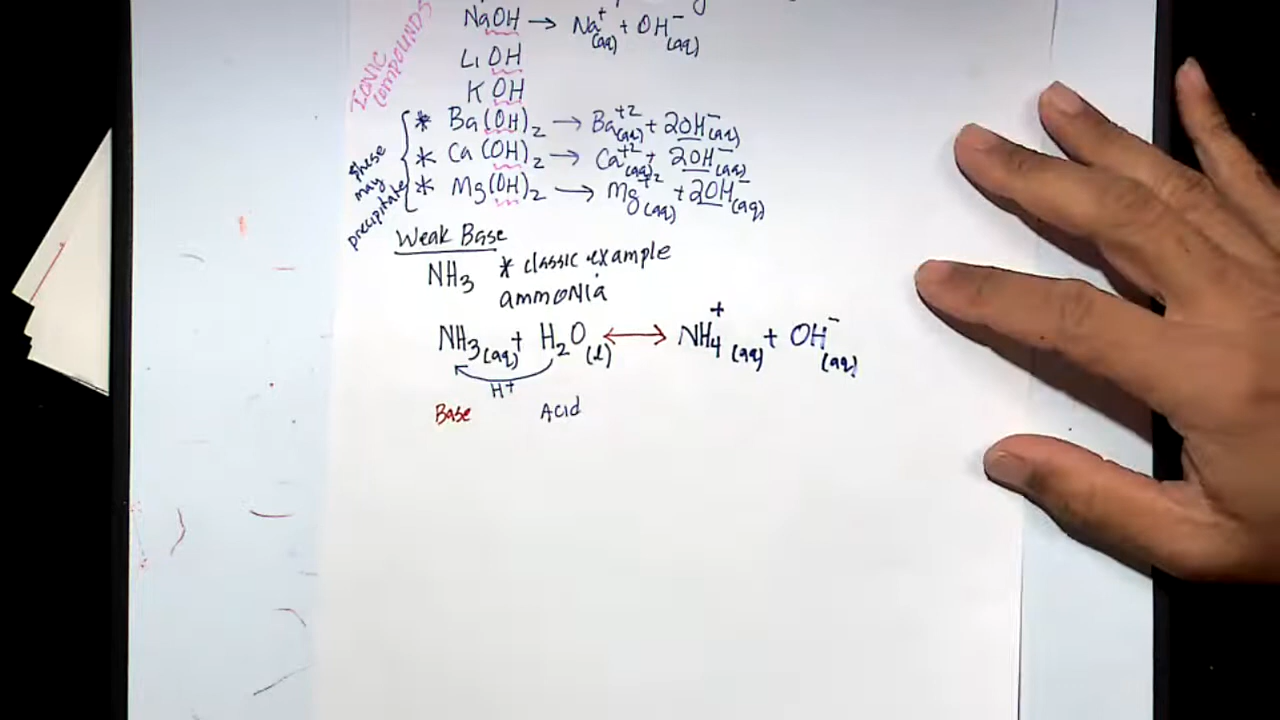 NaOH → Na⁺(aq) + OH⁻(aq)
LiOH
KOH
IONIC COMPOUNDS
* Ba(OH)₂ → Ba⁺²(aq) + 2OH⁻(aq)
* Ca(OH)₂ → Ca⁺²(aq) + 2OH⁻(aq)
* Mg(OH)₂ → Mg⁺²(aq) + 2OH⁻(aq)
these may precipitate
Weak Base
NH₃ * classic example
ammonia
NH₃(aq) + H₂O(l) ↔ NH₄⁺(aq) + OH⁻(aq)
H⁺
Base Acid